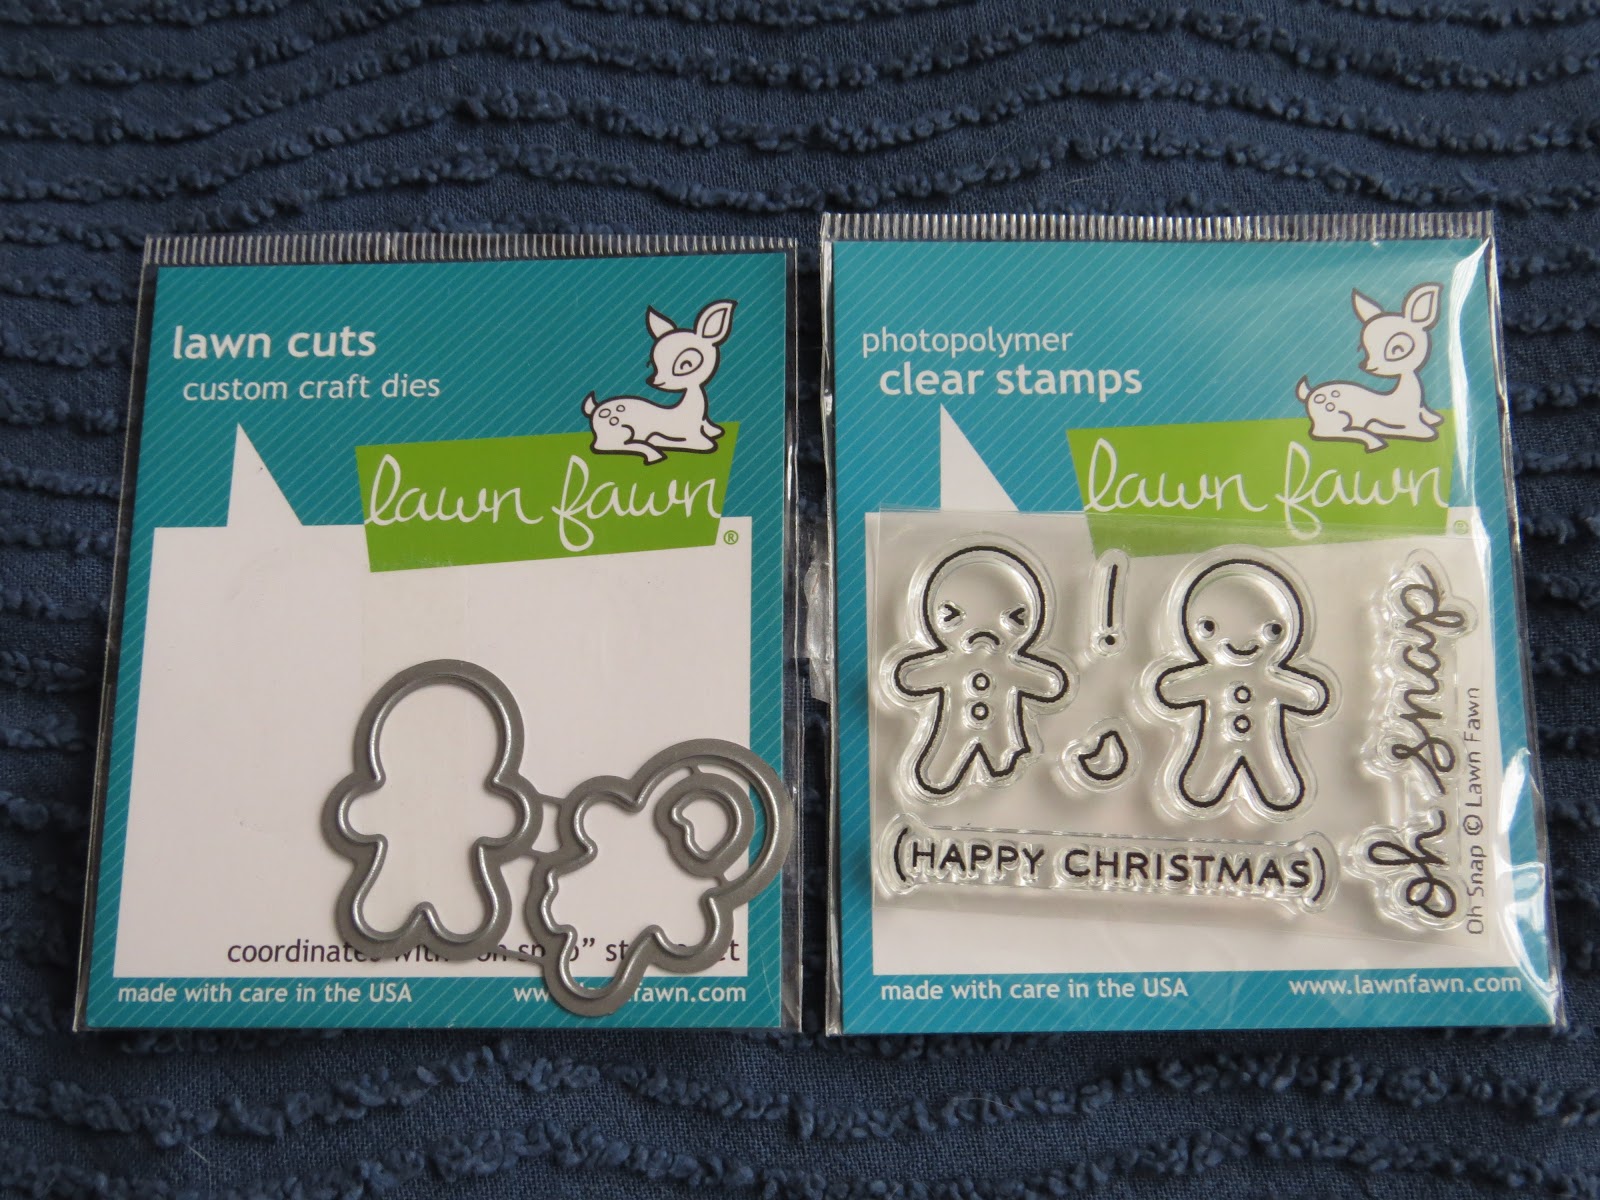 lawn cuts
custom craft dies
lawn fawn
®
coordinates with
made with care in the USA
photopolymer
clear stamps
lawn fawn
®
!
oh snap
Oh Snap © Lawn Fawn
(HAPPY CHRISTMAS)
made with care in the USA
www.lawnfawn.com